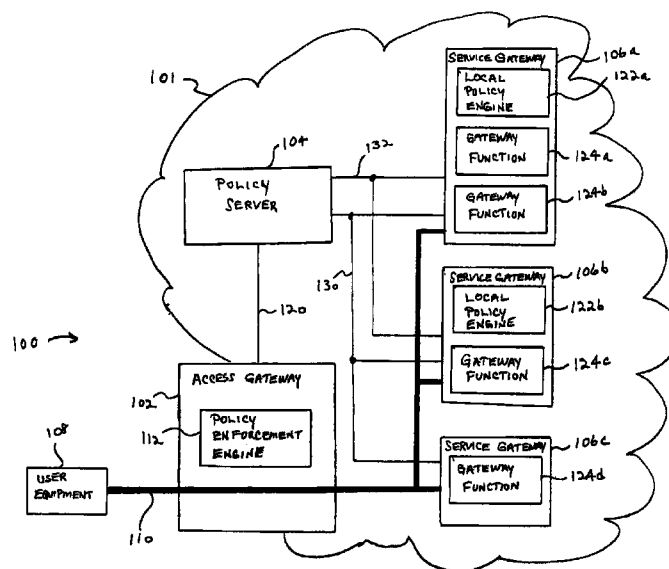 101
104
POLICY
SERVER
132
130
120
100
SERVICE GATEWAY
106a
LOCAL
POLICY
ENGINE
122a
GATEWAY
FUNCTION
124a
GATEWAY
FUNCTION
124b
SERVICE GATEWAY
106b
LOCAL
POLICY
ENGINE
122b
GATEWAY
FUNCTION
124c
ACCESS GATEWAY
102
112
POLICY
ENFORCEMENT
ENGINE
108
USER
EQUIPMENT
110
SERVICE GATEWAY
106c
GATEWAY
FUNCTION
124d